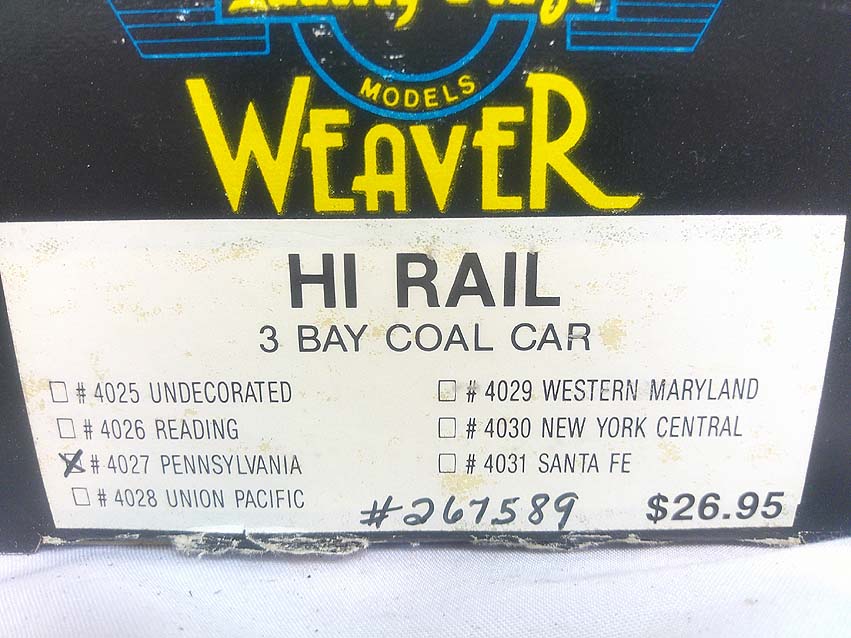 MODELS
WEAVER
HI RAIL
3 BAY COAL CAR
# 4025 UNDECORATED
# 4026 READING
# 4027 PENNSYLVANIA
# 4028 UNION PACIFIC
# 4029 WESTERN MARYLAND
# 4030 NEW YORK CENTRAL
# 4031 SANTA FE
#267589
$26.95